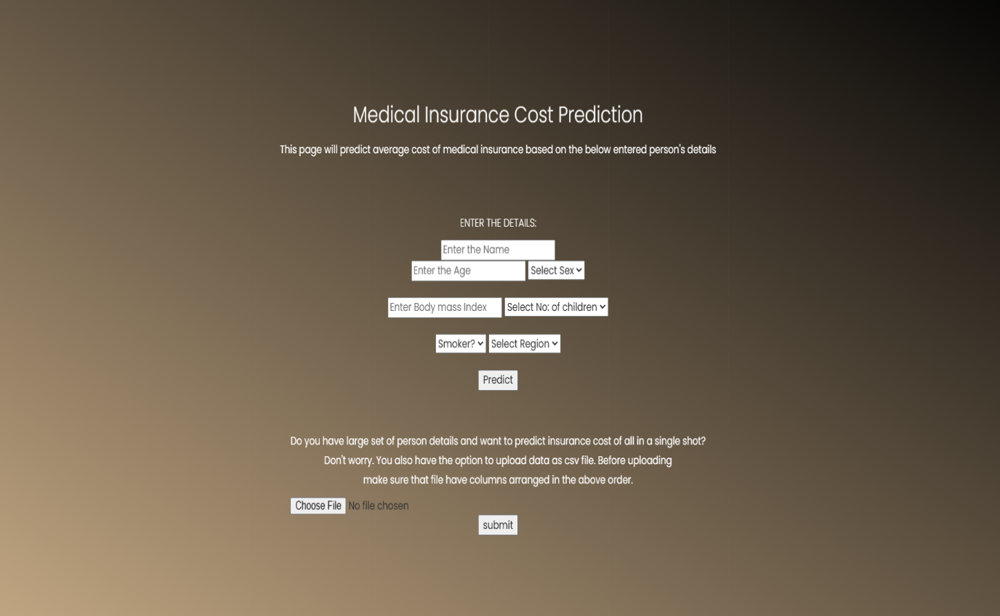 Medical Insurance Cost Prediction
This page will predict average cost of medical insurance based on the below entered person's details
ENTER THE DETAILS:
Enter the Name
Enter the Age Select Sex
Enter Body mass Index Select No: of children
Smoker? Select Region
Predict
Do you have large set of person details and want to predict insurance cost of all in a single shot?
Don't worry. You also have the option to upload data as csv file. Before uploading
make sure that file have columns arranged in the above order.
Choose File No file chosen
submit